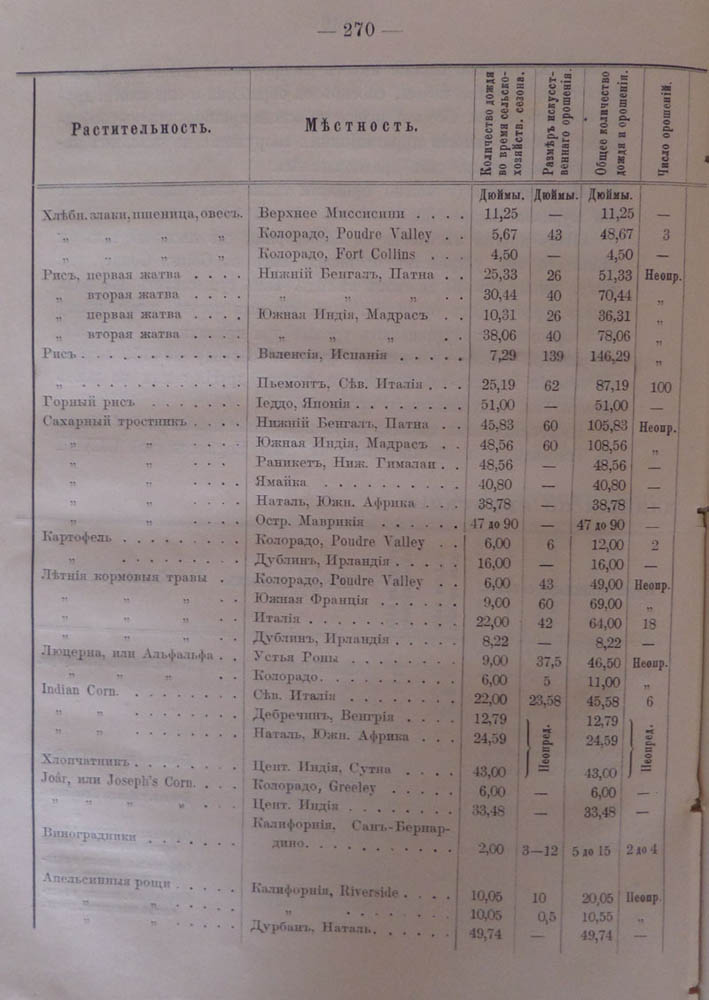 — 270 —
Растительность. Мѣстность. Количество дождя во время сельско-хозяйств. сезона. Размѣръ искусст-веннаго орошенія. Общее количество дождя и орошенія. Число орошеній.
Дюймы. Дюймы. Дюймы.
Хлѣбн. злаки, пшеница, овесъ. Верхнее Миссисипи . . . . 11,25 — 11,25 —
„ „ „ „ Колорадо, Poudre Valley . . 5,67 43 48,67 3
„ „ „ „ Колорадо, Fort Collins . . . 4,50 — 4,50 —
Рисъ, первая жатва . . . . Нижній Бенгалъ, Патна . . 25,33 26 51,33 Неопр.
„ вторая жатва . . . . „ „ „ . . 30,44 40 70,44 „
„ первая жатва . . . . Южная Индія, Мадрасъ . . 10,31 26 36,31 „
„ вторая жатва . . . . „ „ „ . . 38,06 40 78,06 „
Рисъ . . . . . . . . . . . Валенсія, Испанія . . . . . 7,29 139 146,29 „
„ . . . . . . . . . . . Пьемонтъ, Сѣв. Италія . . . 25,19 62 87,19 100
Горный рисъ . . . . . . . Іеддо, Японія . . . . . . . . 51,00 — 51,00 —
Сахарный тростникъ . . . . Нижній Бенгалъ, Патна . . 45,83 60 105,83 Неопр.
„ „ . . . . Южная Индія, Мадрасъ . . 48,56 60 108,56 „
„ „ . . . . Раникетъ, Ниж. Гималаи . . 48,56 — 48,56 —
„ „ . . . . Ямайка . . . . . . . . . . 40,80 — 40,80 —
„ „ . . . . Наталь, Южн. Африка . . . 38,78 — 38,78 —
„ „ . . . . Остр. Маврикія . . . . . . 47 до 90 — 47 до 90 —
Картофель . . . . . . . . . Колорадо, Poudre Valley . . 6,00 6 12,00 2
„ . . . . . . . . . Дублинъ, Ирландія . . . . . 16,00 — 16,00 —
Лѣтнія кормовыя травы . Колорадо, Poudre Valley . . 6,00 43 49,00 Неопр.
„ „ „ . Южная Франція . . . . . . 9,00 60 69,00 „
„ „ „ . Италія . . . . . . . . . . . 22,00 42 64,00 18
„ „ „ . Дублинъ, Ирландія . . . . . 8,22 — 8,22 —
Люцерна, или Альфальфа . . Устья Роны . . . . . . . . 9,00 37,5 46,50 Неопр.
„ „ „ . . Колорадо. . . . . . . . . . 6,00 5 11,00 „
Indian Corn. . . . . . . . . Сѣв. Италія . . . . . . . . 22,00 23,58 45,58 6
„ „ . . . . . . . . Дебречинъ, Венгрія . . . . 12,79 Неопред. 12,79 Неопред.
„ „ . . . . . . . . Наталь, Южн. Африка . . . 24,59 24,59
Хлопчатникъ . . . . . . . . Цент. Индія, Сутна . . . . 43,00 43,00
Joâr, или Joseph's Corn. . . . Колорадо, Greeley . . . . . 6,00 — 6,00 —
„ „ „ „ . . . Цент. Индія . . . . . . . . 33,48 — 33,48 —
Виноградники . . . . . . . Калифорнія, Санъ-Бернар-
дино. . . . . . . . . . . 2,00 3—12 5 до 15 2 до 4
Апельсинныя рощи . . . . . Калифорнія, Riverside . . . . 10,05 10 20,05 Неопр.
„ „ . . . . . „ . . . . . . . 10,05 0,5 10,55 „
„ „ . . . . . Дурбанъ, Наталь. . . . . . 49,74 — 49,74 —